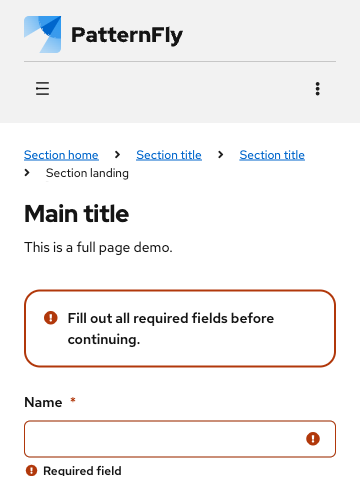 PatternFly
Section home > Section title > Section title
> Section landing
Main title
This is a full page demo.
Fill out all required fields before
continuing.
Name *
Required field